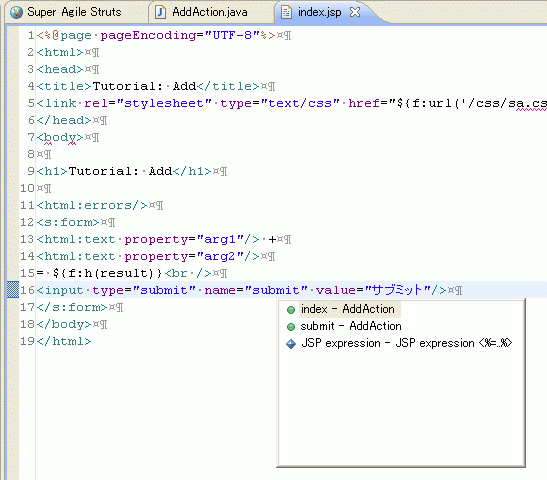 Super Agile Struts AddAction.java index.jsp
1 <%@page·pageEncoding="UTF-8"%>¤¶
2 <html>¤¶
3 <head>¤¶
4 <title>Tutorial:·Add</title>¤¶
5 <link·rel="stylesheet"·type="text/css"·href="${f:url('/css/sa.cs
6 </head>¤¶
7 <body>¤¶
8 ¤¶
9 <h1>Tutorial:·Add</h1>¤¶
10 ¤¶
11 <html:errors/>¤¶
12 <s:form>¤¶
13 <html:text·property="arg1"/>·+¤¶
14 <html:text·property="arg2"/>¤¶
15 =·${f:h(result)}<br·/>¤¶
16 <input·type="submit"·name="submit"·value="サブミット"/>¤¶
17 </s:form>¤¶
18 </body>¤¶
19 </html>
index - AddAction
submit - AddAction
JSP expression - JSP expression <%=..%>